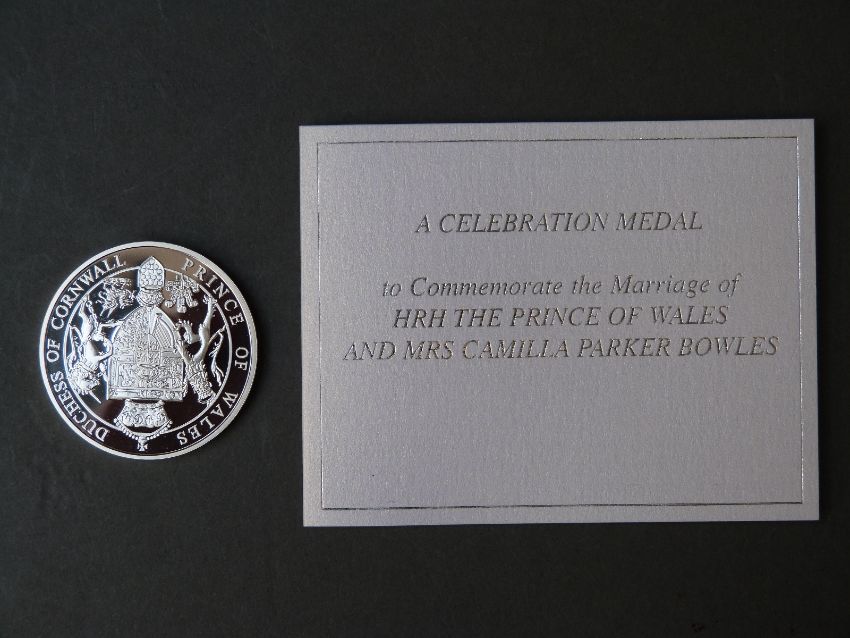 DUCHESS OF CORNWALL
PRINCE OF WALES
A CELEBRATION MEDAL
to Commemorate the Marriage of
HRH THE PRINCE OF WALES
AND MRS CAMILLA PARKER BOWLES